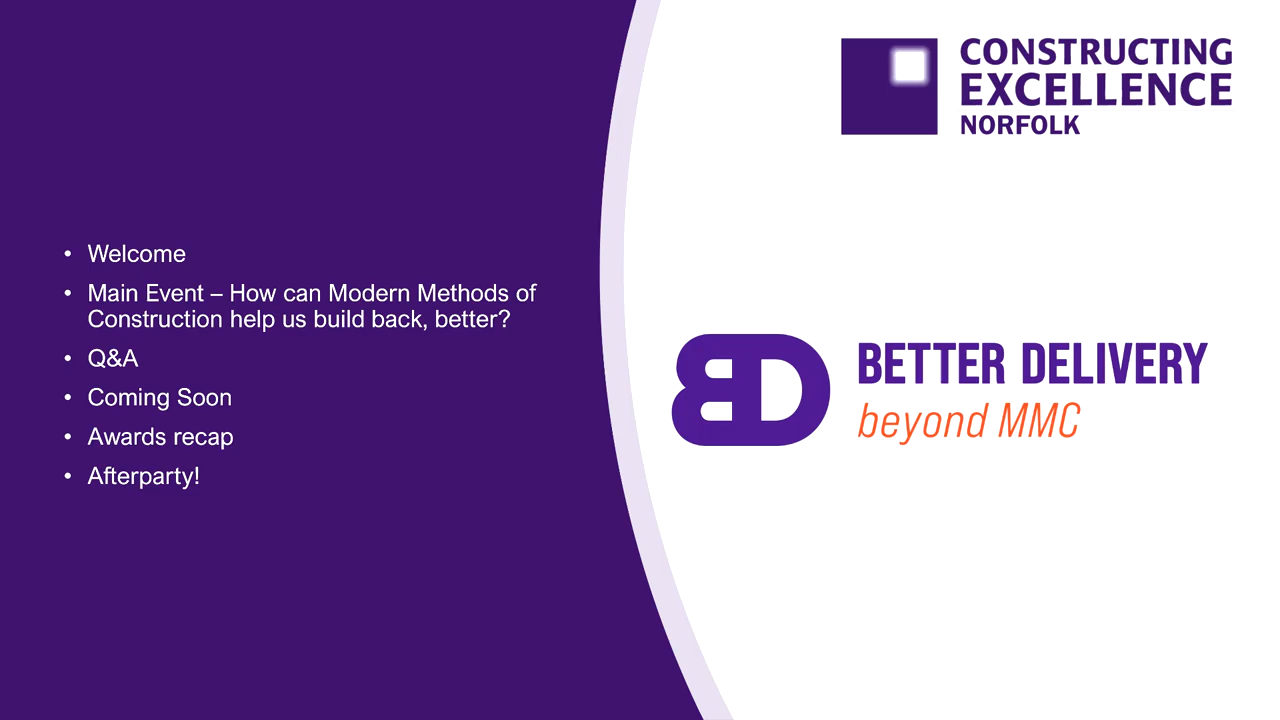 CONSTRUCTING
EXCELLENCE
NORFOLK
• Welcome
• Main Event – How can Modern Methods of
Construction help us build back, better?
• Q&A
• Coming Soon
• Awards recap
• Afterparty!
BD
BETTER DELIVERY
beyond MMC